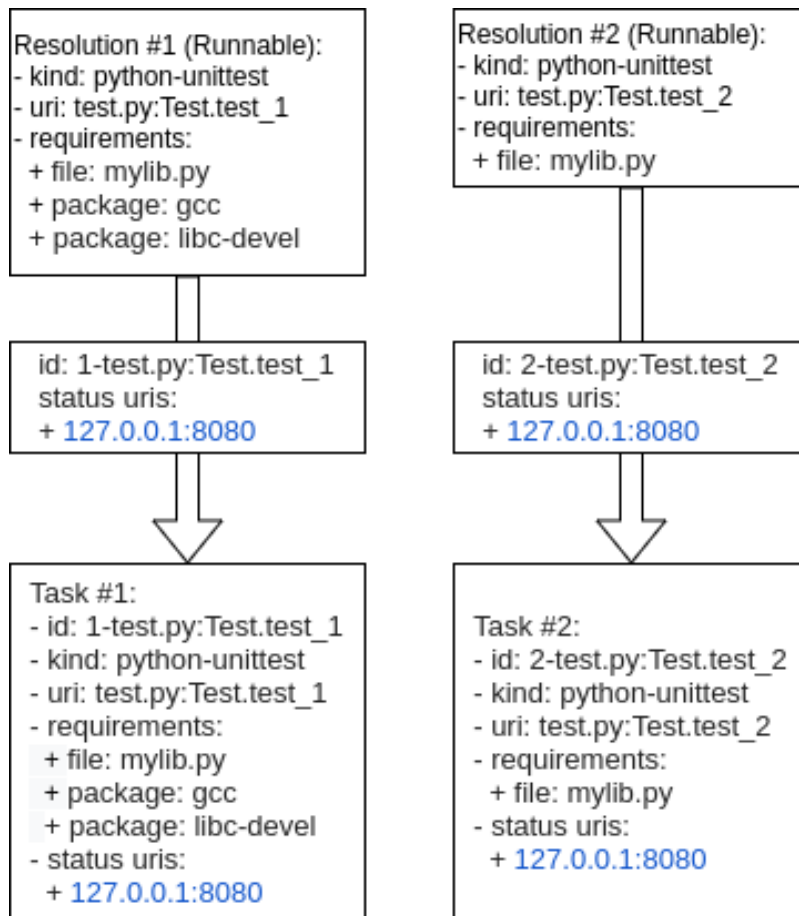 Resolution #1 (Runnable):
- kind: python-unittest
- uri: test.py:Test.test_1
- requirements:
+ file: mylib.py
+ package: gcc
+ package: libc-devel
id: 1-test.py:Test.test_1
status uris:
+ 127.0.0.1:8080
Task #1:
- id: 1-test.py:Test.test_1
- kind: python-unittest
- uri: test.py:Test.test_1
- requirements:
+ file: mylib.py
+ package: gcc
+ package: libc-devel
- status uris:
+ 127.0.0.1:8080
Resolution #2 (Runnable):
- kind: python-unittest
- uri: test.py:Test.test_2
- requirements:
+ file: mylib.py
id: 2-test.py:Test.test_2
status uris:
+ 127.0.0.1:8080
Task #2:
- id: 2-test.py:Test.test_2
- kind: python-unittest
- uri: test.py:Test.test_2
- requirements:
+ file: mylib.py
- status uris:
+ 127.0.0.1:8080